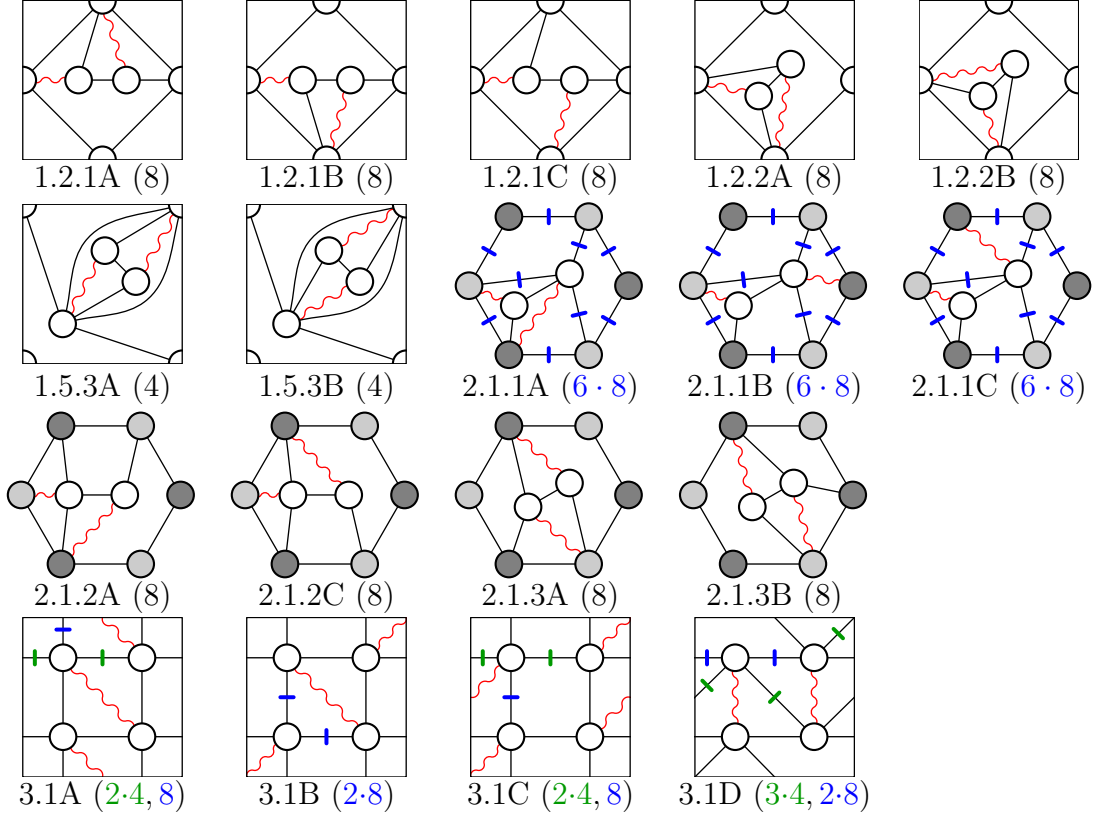 1.2.1A (8) 1.2.1B (8) 1.2.1C (8) 1.2.2A (8) 1.2.2B (8)
1.5.3A (4) 1.5.3B (4) 2.1.1A (6 · 8) 2.1.1B (6 · 8) 2.1.1C (6 · 8)
2.1.2A (8) 2.1.2C (8) 2.1.3A (8) 2.1.3B (8)
3.1A (2·4, 8) 3.1B (2·8) 3.1C (2·4, 8) 3.1D (3·4, 2·8)